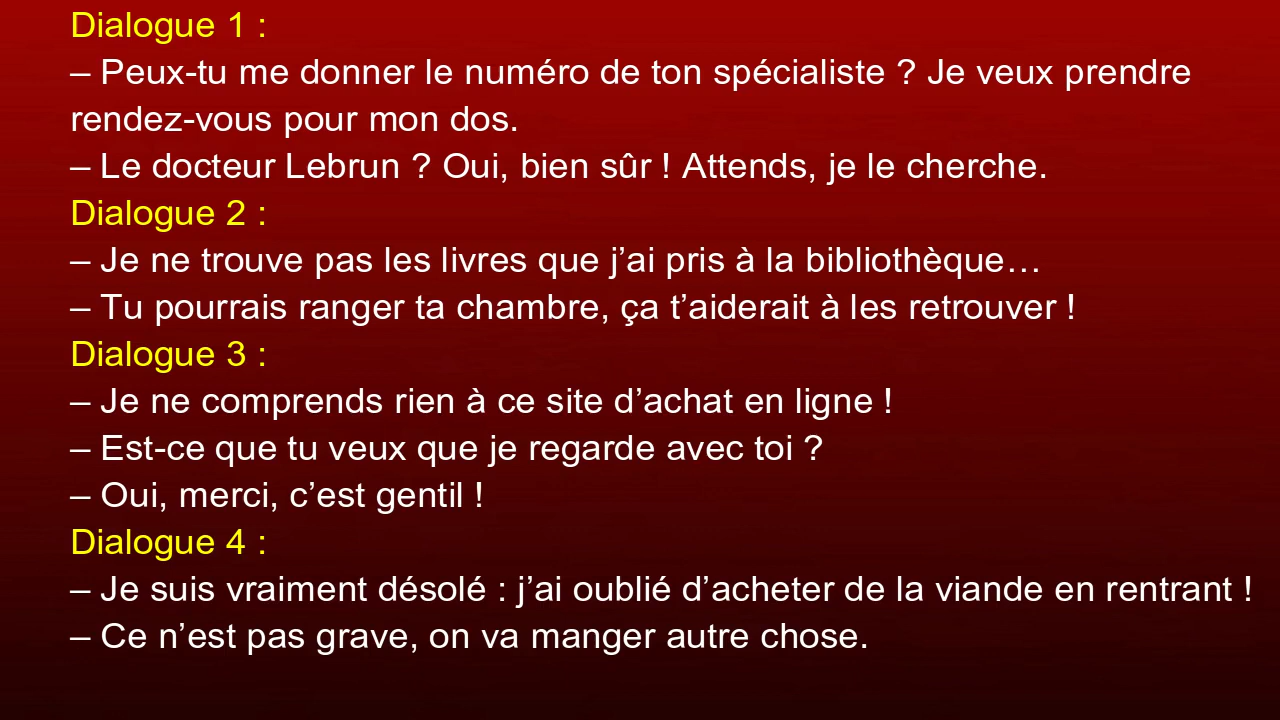 Dialogue 1 :
– Peux-tu me donner le numéro de ton spécialiste ? Je veux prendre
rendez-vous pour mon dos.
– Le docteur Lebrun ? Oui, bien sûr ! Attends, je le cherche.
Dialogue 2 :
– Je ne trouve pas les livres que j’ai pris à la bibliothèque…
– Tu pourrais ranger ta chambre, ça t’aiderait à les retrouver !
Dialogue 3 :
– Je ne comprends rien à ce site d’achat en ligne !
– Est-ce que tu veux que je regarde avec toi ?
– Oui, merci, c’est gentil !
Dialogue 4 :
– Je suis vraiment désolé : j’ai oublié d’acheter de la viande en rentrant !
– Ce n’est pas grave, on va manger autre chose.